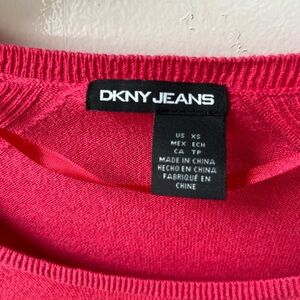 DKNY JEANS
US XS
MEX ECH
CA TP
MADE IN CHINA
HECHO EN CHINA
FABRIQUÉ EN
CHINE